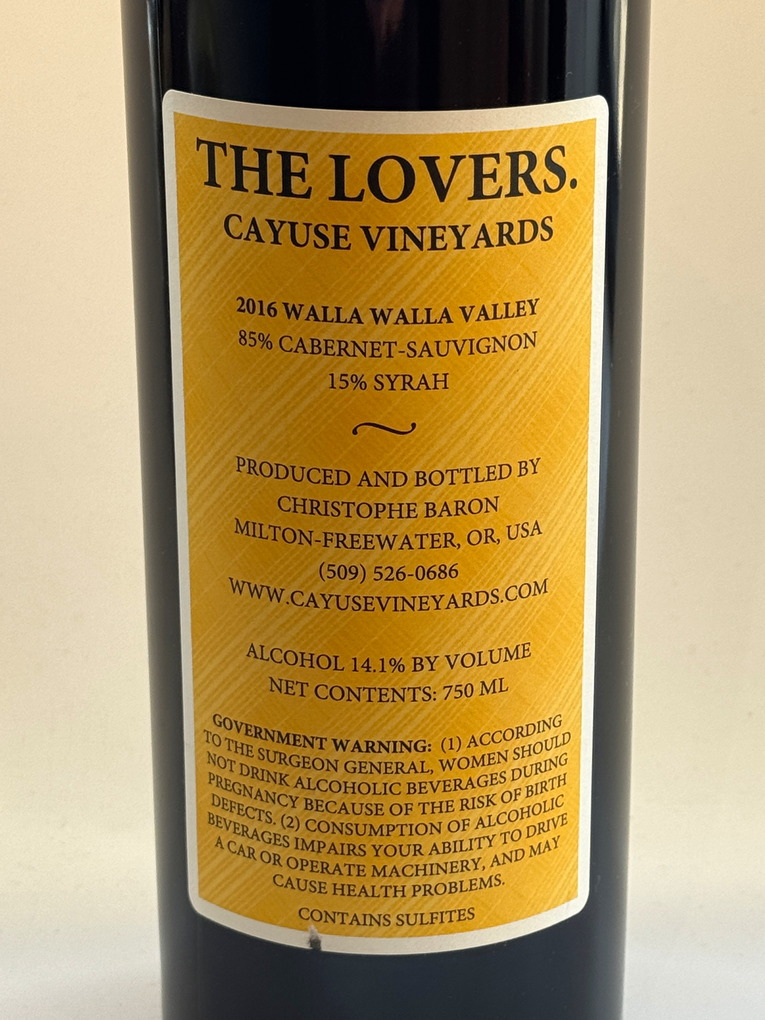 THE LOVERS.
CAYUSE VINEYARDS
2016 WALLA WALLA VALLEY
85% CABERNET-SAUVIGNON
15% SYRAH
PRODUCED AND BOTTLED BY
CHRISTOPHE BARON
MILTON-FREEWATER, OR, USA
(509) 526-0686
WWW.CAYUSEVINEYARDS.COM
ALCOHOL 14.1% BY VOLUME
NET CONTENTS: 750 ML
GOVERNMENT WARNING: (1) ACCORDING
TO THE SURGEON GENERAL, WOMEN SHOULD
NOT DRINK ALCOHOLIC BEVERAGES DURING
PREGNANCY BECAUSE OF THE RISK OF BIRTH
DEFECTS. (2) CONSUMPTION OF ALCOHOLIC
BEVERAGES IMPAIRS YOUR ABILITY TO DRIVE
A CAR OR OPERATE MACHINERY, AND MAY
CAUSE HEALTH PROBLEMS.
CONTAINS SULFITES